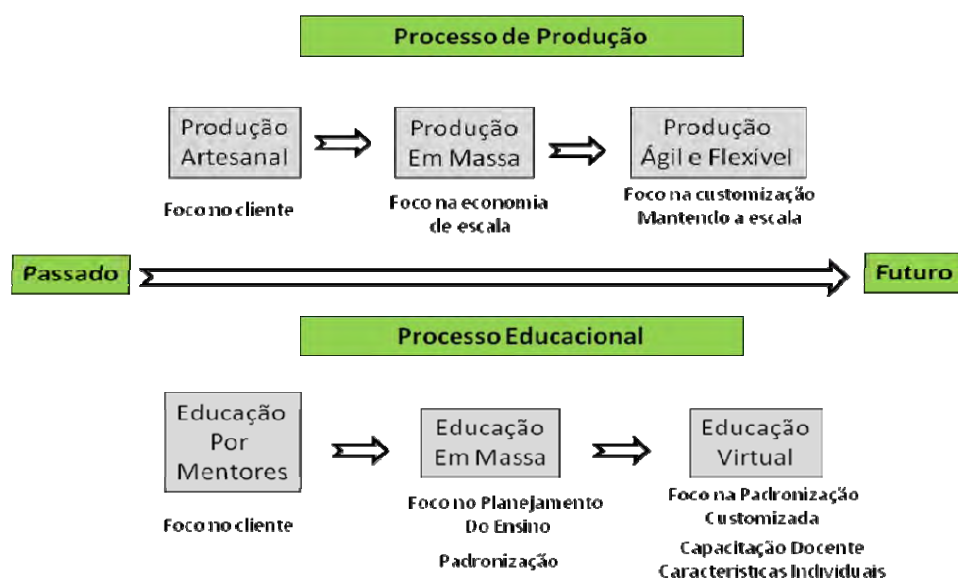 Processo de Produção
Produção
Artesanal
Produção
Em Massa
Produção
Ágil e Flexível
Foco no cliente
Foco na economia
de escala
Foco na customização
Mantendo a escala
Passado
Futuro
Processo Educacional
Educação
Por
Mentores
Educação
Em Massa
Educação
Virtual
Foco no cliente
Foco no Planejamento
Do Ensino
Padronização
Foco na Padronização
Customizada
Capacitação Docente
Características Individuais